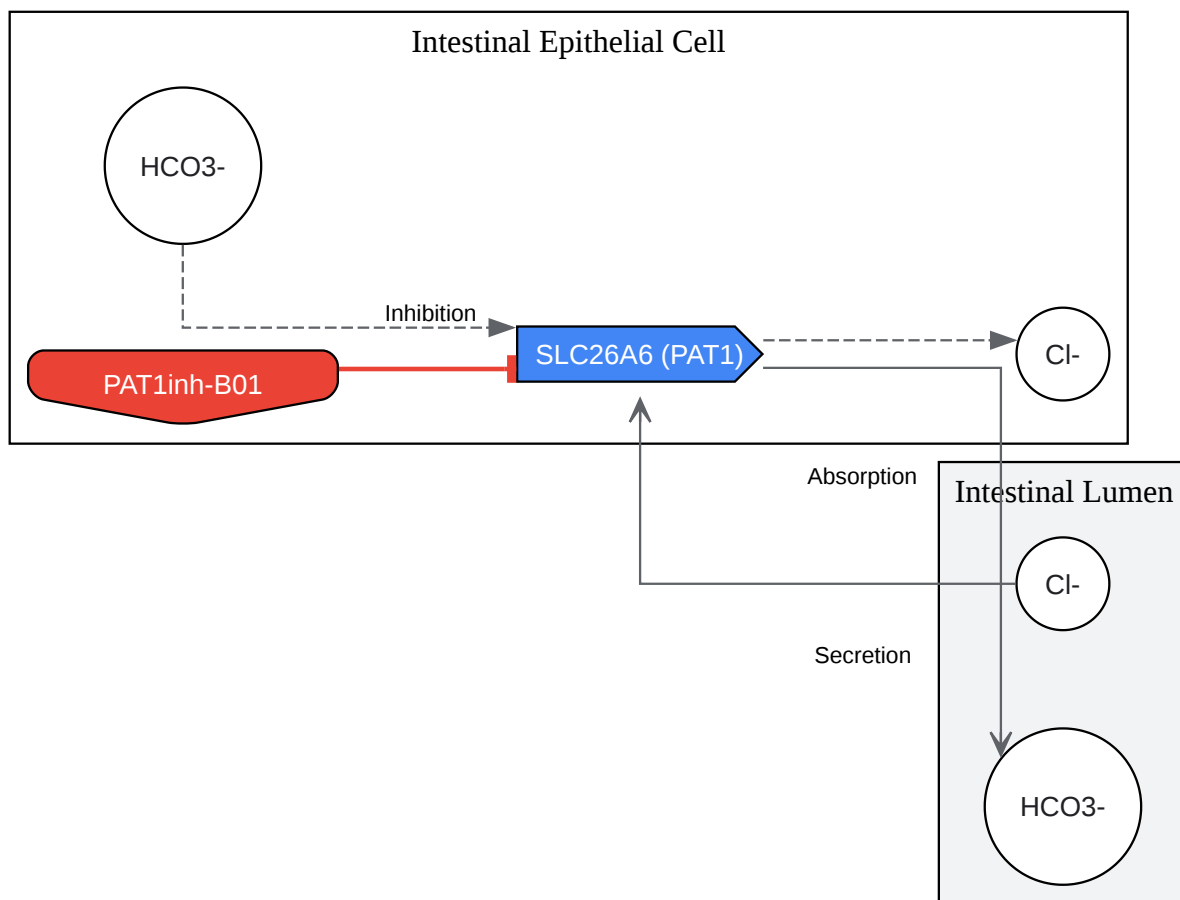 Intestinal Epithelial Cell
HCO3-
Inhibition
SLC26A6 (PAT1)
Cl-
PAT1inh-B01
Absorption
Intestinal Lumen
Cl-
Secretion
HCO3-